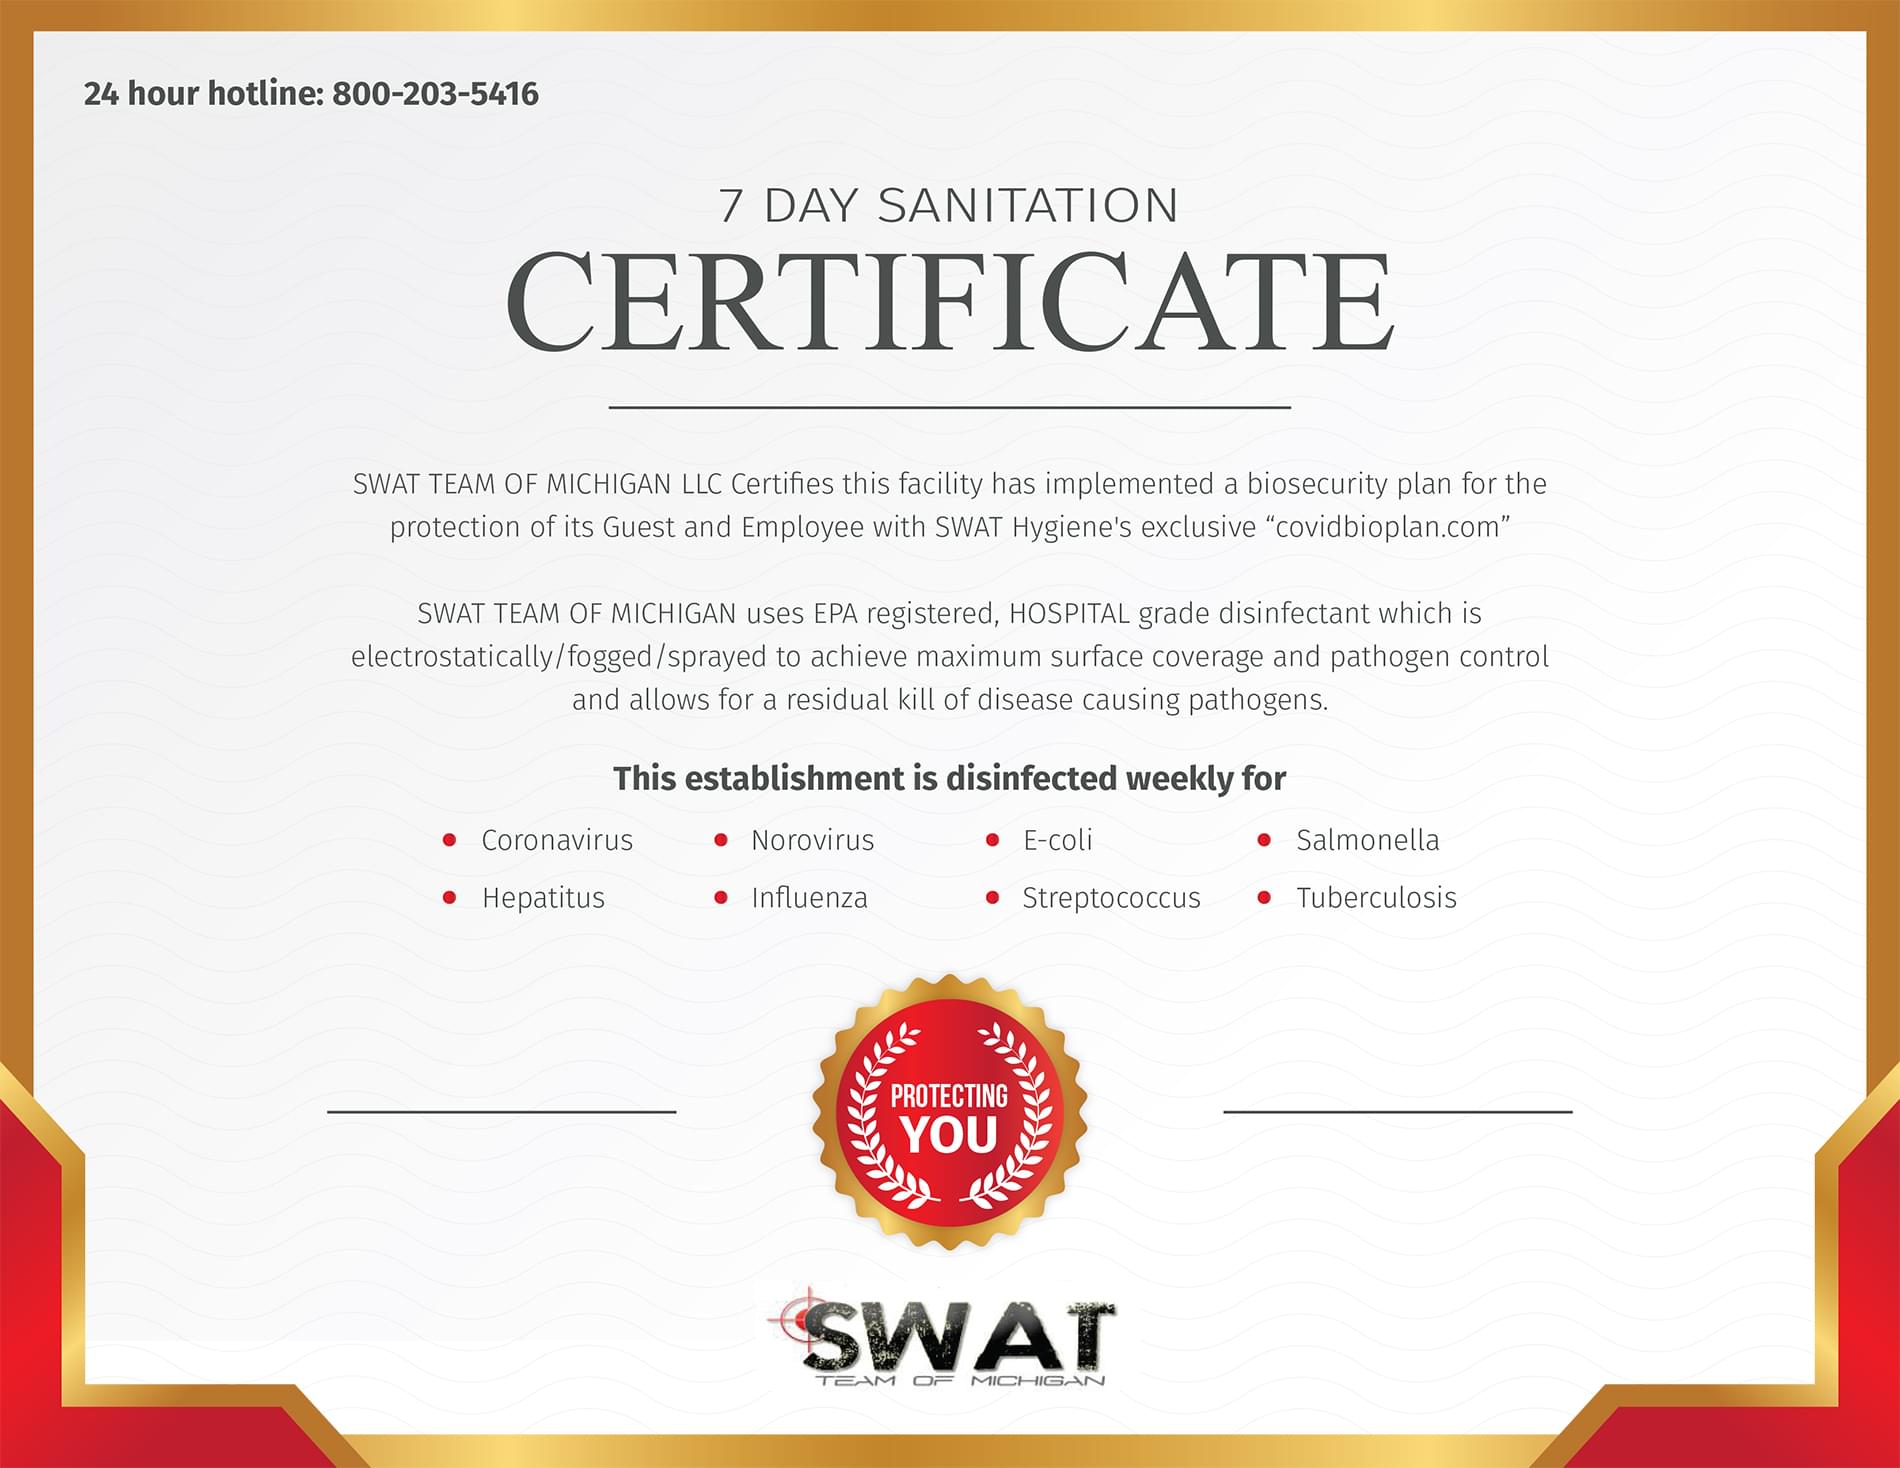 24 hour hotline: 800-203-5416
7 DAY SANITATION
CERTIFICATE
SWAT TEAM OF MICHIGAN LLC Certifies this facility has implemented a biosecurity plan for the
protection of its Guest and Employee with SWAT Hygiene's exclusive “covidbioplan.com”
SWAT TEAM OF MICHIGAN uses EPA registered, HOSPITAL grade disinfectant which is
electrostatically/fogged/sprayed to achieve maximum surface coverage and pathogen control
and allows for a residual kill of disease causing pathogens.
This establishment is disinfected weekly for
• Coronavirus • Norovirus • E-coli • Salmonella
• Hepatitus • Influenza • Streptococcus • Tuberculosis
PROTECTING
YOU
SWAT
TEAM OF MICHIGAN